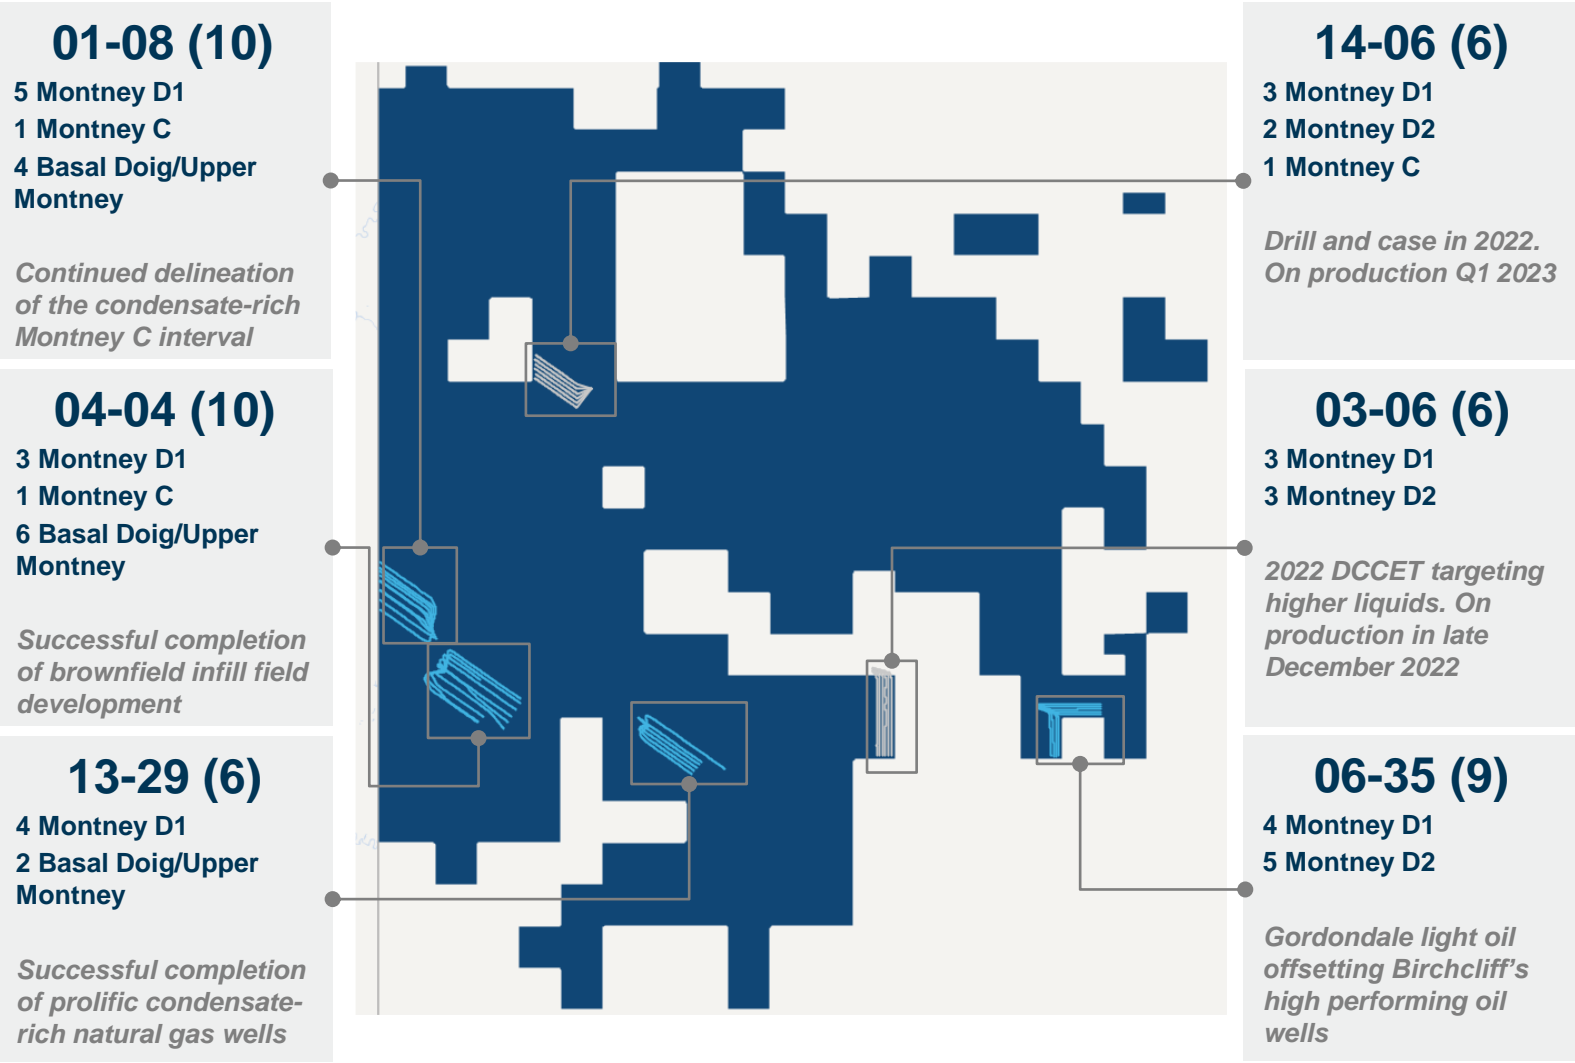 01-08 (10)
5 Montney D1
1 Montney C
4 Basal Doig/Upper
Montney
Continued delineation
of the condensate-rich
Montney C interval
04-04 (10)
3 Montney D1
1 Montney C
6 Basal Doig/Upper
Montney
Successful completion
of brownfield infill field
development
13-29 (6)
4 Montney D1
2 Basal Doig/Upper
Montney
Successful completion
of prolific condensate-
rich natural gas wells
14-06 (6)
3 Montney D1
2 Montney D2
1 Montney C
Drill and case in 2022.
On production Q1 2023
03-06 (6)
3 Montney D1
3 Montney D2
2022 DCCET targeting
higher liquids. On
production in late
December 2022
06-35 (9)
4 Montney D1
5 Montney D2
Gordondale light oil
offsetting Birchcliff’s
high performing oil
wells